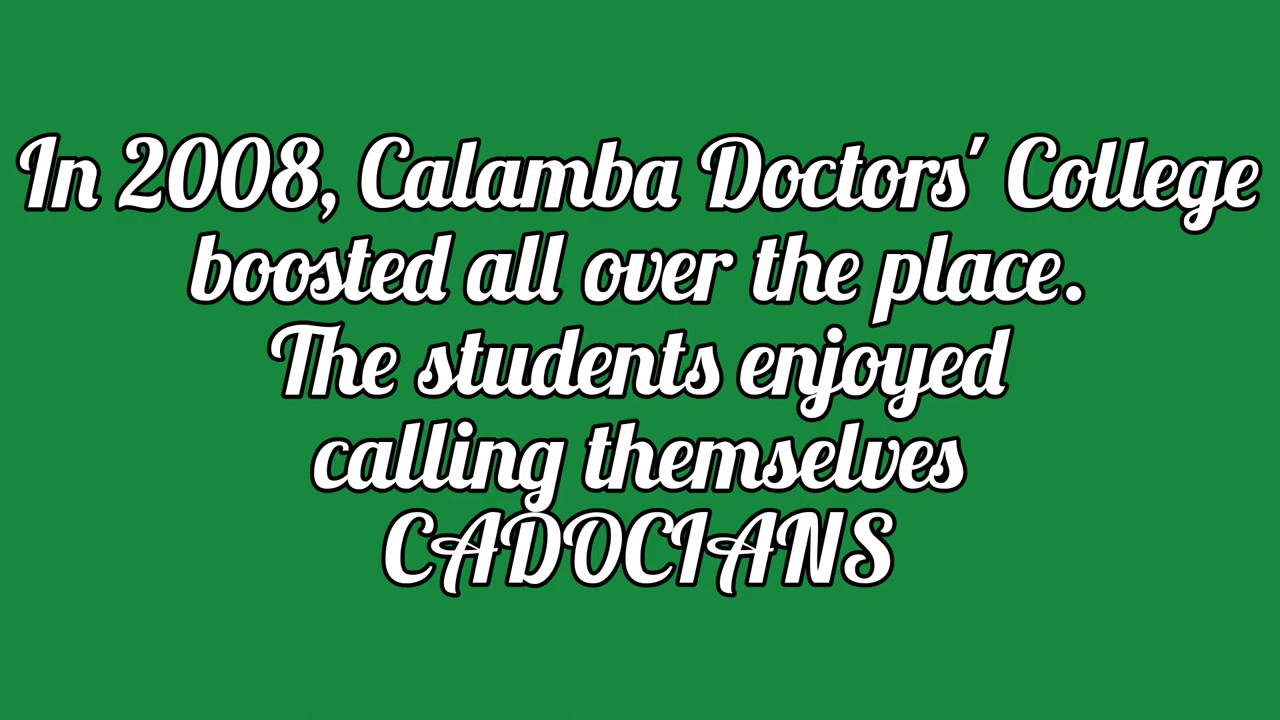 In 2008, Calamba Doctors' College
boosted all over the place.
The students enjoyed
calling themselves
CADOCIANS